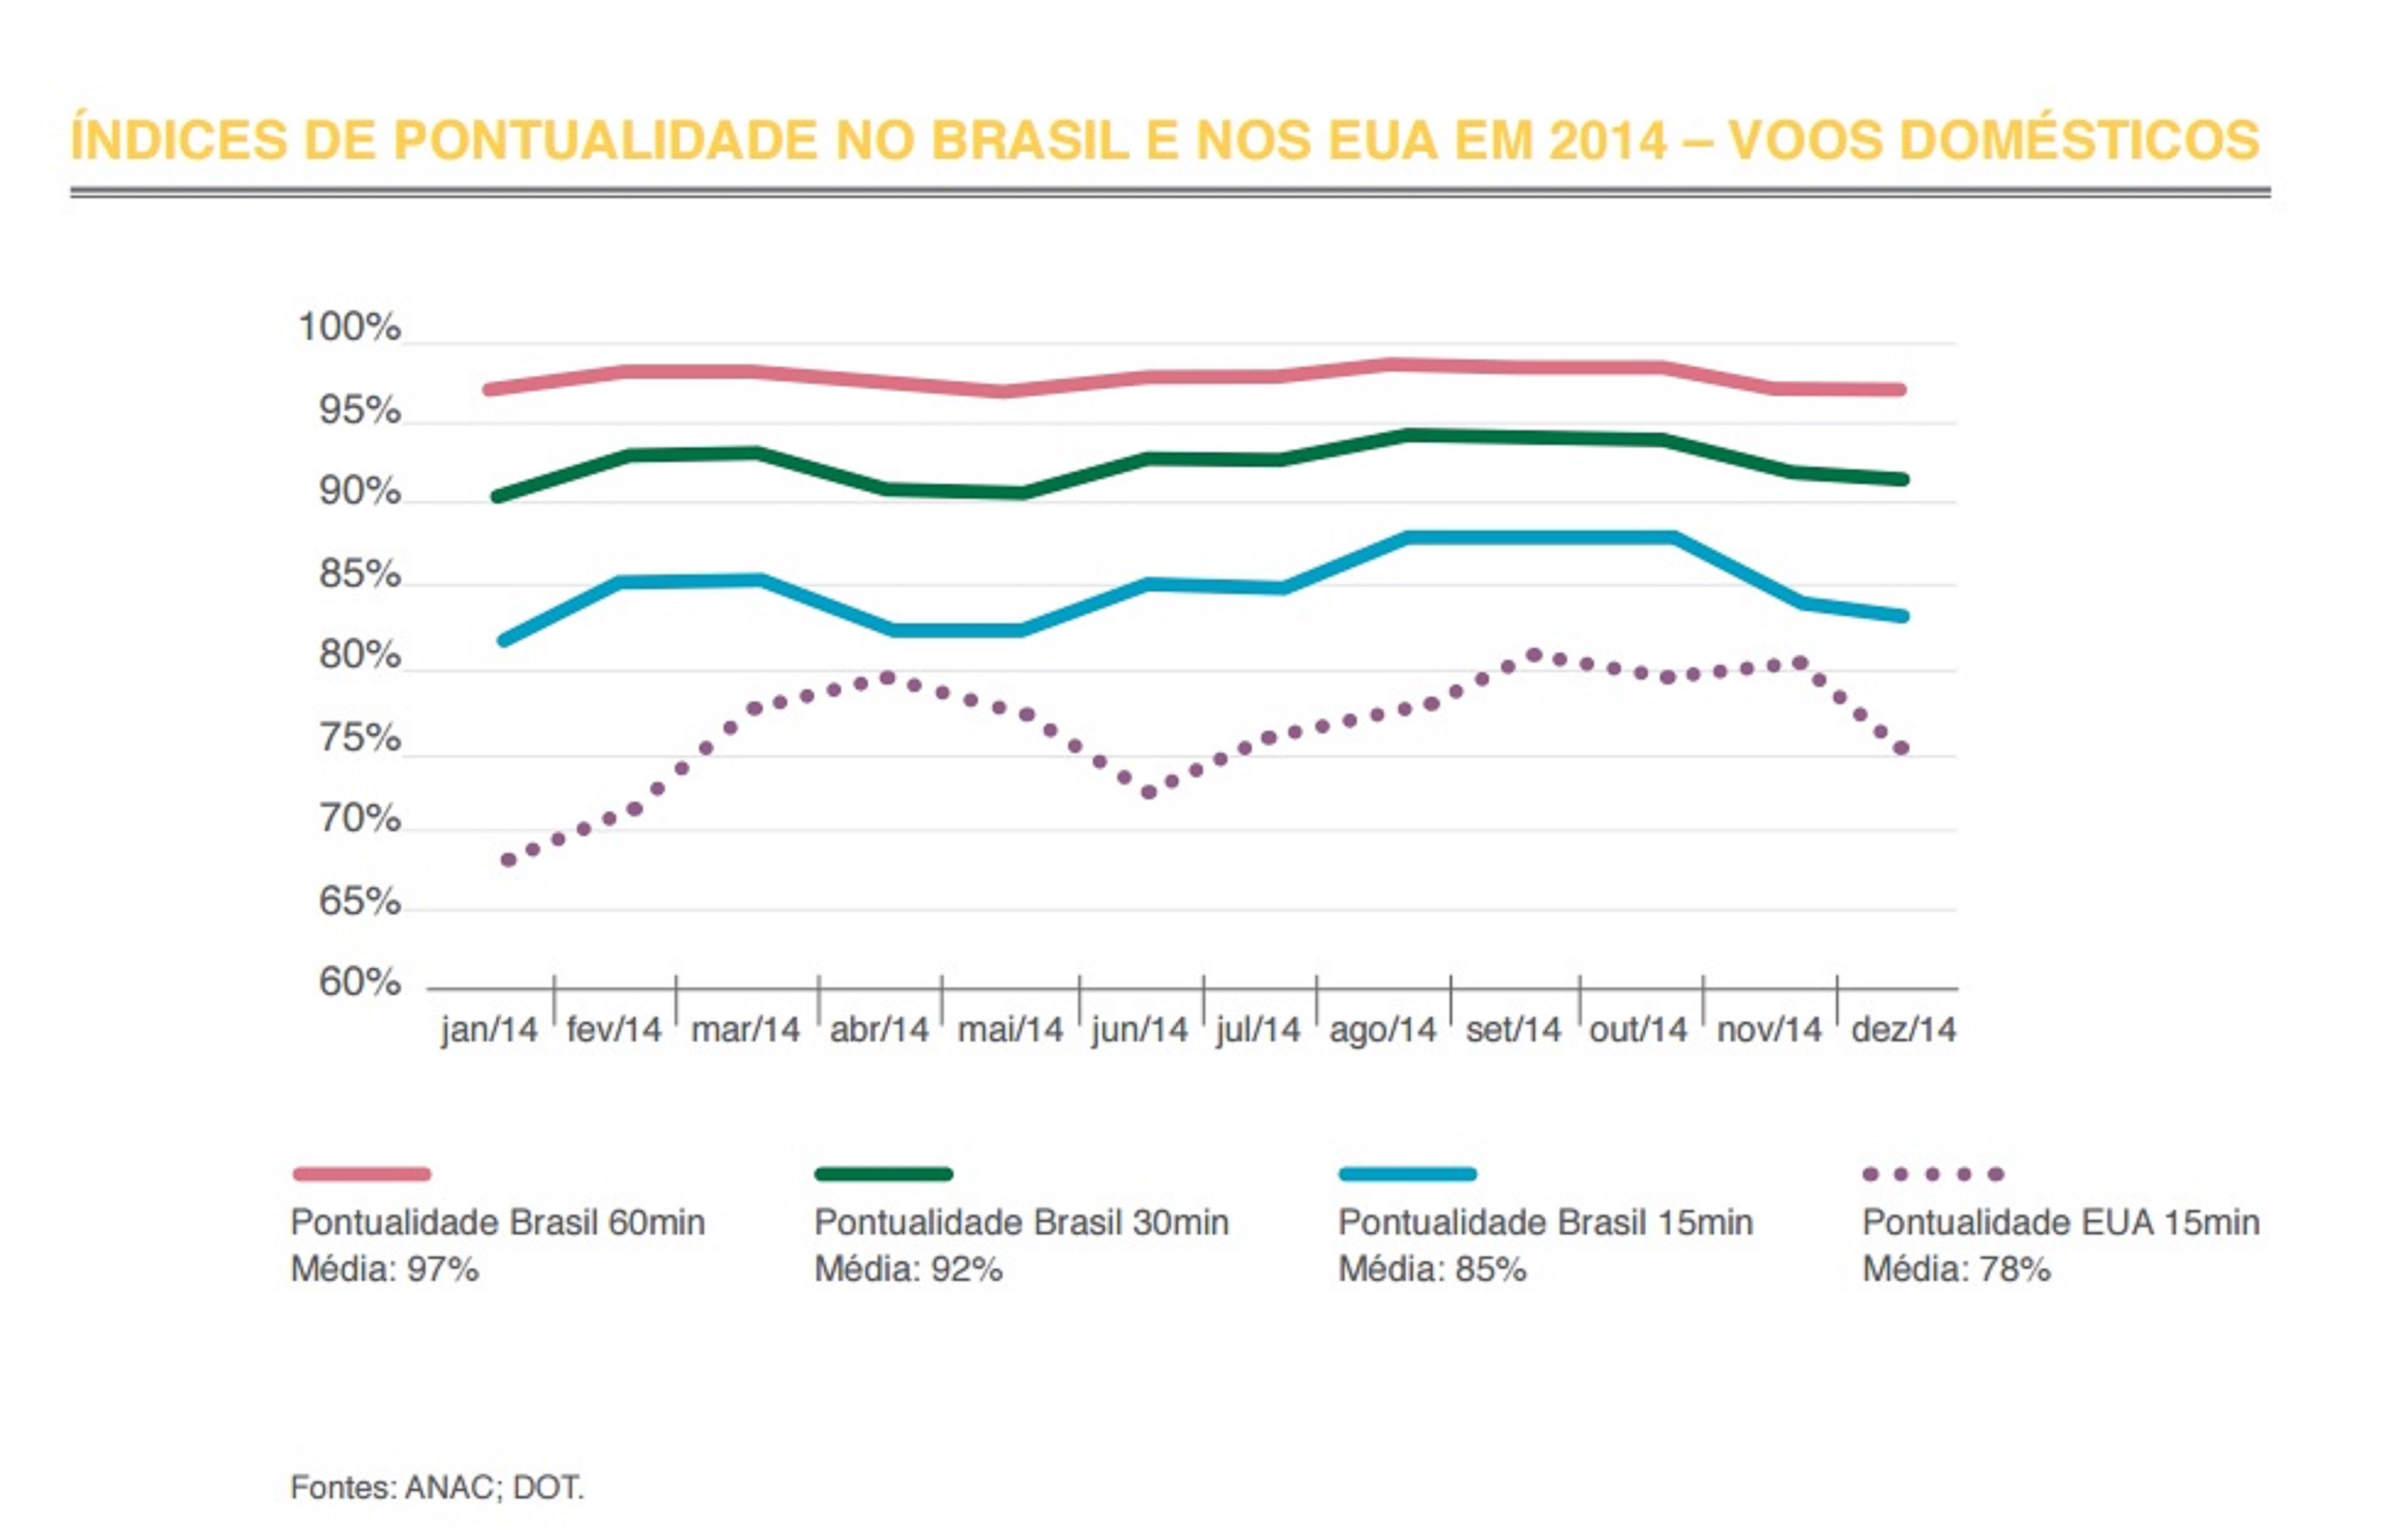 ÍNDICES DE PONTUALIDADE NO BRASIL E NOS EUA EM 2014 – VOOS DOMÉSTICOS
100%
95%
90%
85%
80%
75%
70%
65%
60%
jan/14 fev/14 mar/14 abr/14 mai/14 jun/14 jul/14 ago/14 set/14 out/14 nov/14 dez/14
Pontualidade Brasil 60min
Média: 97%
Pontualidade Brasil 30min
Média: 92%
Pontualidade Brasil 15min
Média: 85%
Pontualidade EUA 15min
Média: 78%
Fontes: ANAC; DOT.